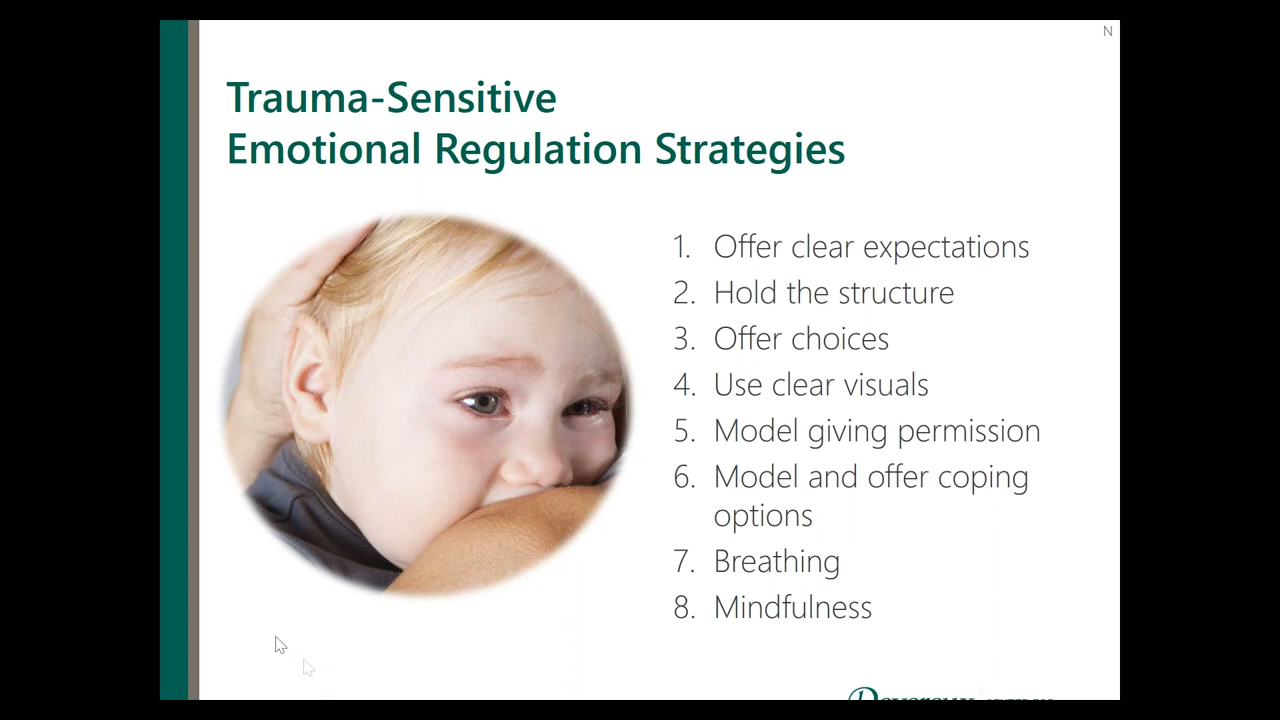 N
Trauma-Sensitive
Emotional Regulation Strategies
1. Offer clear expectations
2. Hold the structure
3. Offer choices
4. Use clear visuals
5. Model giving permission
6. Model and offer coping
options
7. Breathing
8. Mindfulness